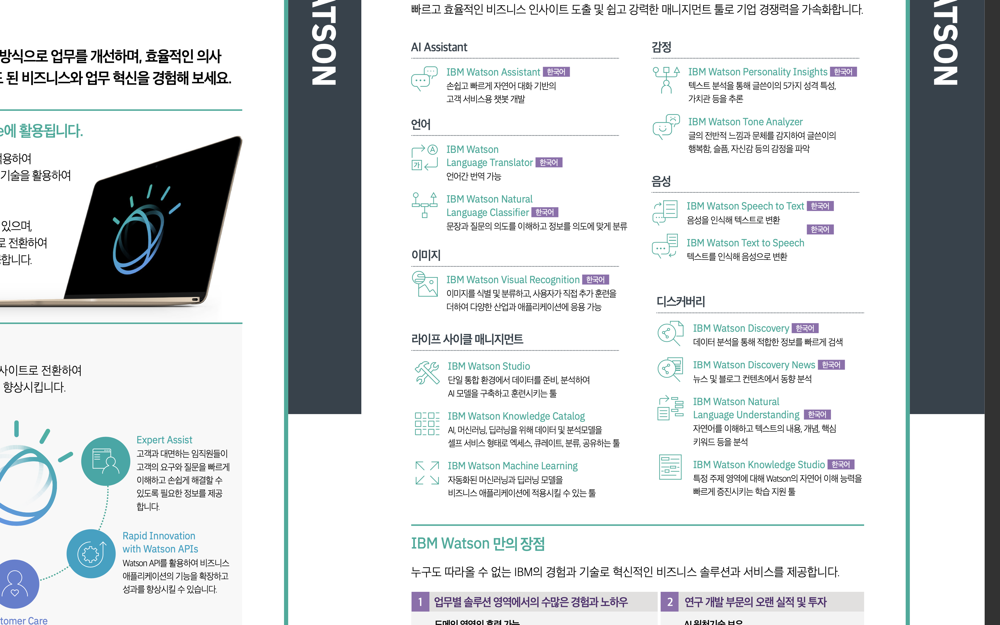 방식으로 업무를 개선하며, 효율적인 의사
된 비즈니스와 업무 혁신을 경험해 보세요.
e에 활용됩니다.
적용하여
기술을 활용하여
있으며,
로 전환하여
공합니다.
사이트로 전환하여
향상시킵니다.
Expert Assist
고객과 대면하는 임직원들이
고객의 요구와 질문을 빠르게
이해하고 손쉽게 해결할 수
있도록 필요한 정보를 제공
합니다.
Rapid Innovation
with Watson APIs
Watson API를 활용하여 비즈니스
애플리케이션의 기능을 확장하고
성과를 향상시킬 수 있습니다.
tomer Care
ATSON
빠르고 효율적인 비즈니스 인사이트 도출 및 쉽고 강력한 매니지먼트 툴로 기업 경쟁력을 가속화합니다.
AI Assistant
IBM Watson Assistant 한국어
손쉽고 빠르게 자연어 대화 기반의
고객 서비스용 챗봇 개발
언어
A
가
IBM Watson
Language Translator 한국어
언어간 번역 가능
IBM Watson Natural
Language Classifier 한국어
문장과 질문의 의도를 이해하고 정보를 의도에 맞게 분류
이미지
IBM Watson Visual Recognition 한국어
이미지를 식별 및 분류하고, 사용자가 직접 추가 훈련을
더하여 다양한 산업과 애플리케이션에 응용 가능
라이프 사이클 매니지먼트
IBM Watson Studio
단일 통합 환경에서 데이터를 준비, 분석하여
AI 모델을 구축하고 훈련시키는 툴
IBM Watson Knowledge Catalog
AI, 머신러닝, 딥러닝을 위해 데이터 및 분석모델을
셀프 서비스 형태로 엑세스, 큐레이트, 분류, 공유하는 툴
IBM Watson Machine Learning
자동화된 머신러닝과 딥러닝 모델을
비즈니스 애플리케이션에 적용시킬 수 있는 툴
감정
IBM Watson Personality Insights 한국어
텍스트 분석을 통해 글쓴이의 5가지 성격 특성,
가치관 등을 추론
IBM Watson Tone Analyzer
글의 전반적 느낌과 문체를 감지하여 글쓴이의
행복함, 슬픔, 자신감 등의 감정을 파악
음성
IBM Watson Speech to Text 한국어
음성을 인식해 텍스트로 변환
한국어
IBM Watson Text to Speech
텍스트를 인식해 음성으로 변환
디스커버리
IBM Watson Discovery 한국어
데이터 분석을 통해 적합한 정보를 빠르게 검색
IBM Watson Discovery News 한국어
뉴스 및 블로그 컨텐츠에서 동향 분석
IBM Watson Natural
Language Understanding 한국어
자연어를 이해하고 텍스트의 내용, 개념, 핵심
키워드 등을 분석
IBM Watson Knowledge Studio 한국어
특정 주제 영역에 대해 Watson의 자연어 이해 능력을
빠르게 증진시키는 학습 지원 툴
IBM Watson 만의 장점
누구도 따라올 수 없는 IBM의 경험과 기술로 혁신적인 비즈니스 솔루션과 서비스를 제공합니다.
1 업무별 솔루션 영역에서의 수많은 경험과 노하우
2 연구 개발 부문의 오랜 실적 및 투자
도메인 영역의 훈련 가능
AI 원천기술 보유
ATSON